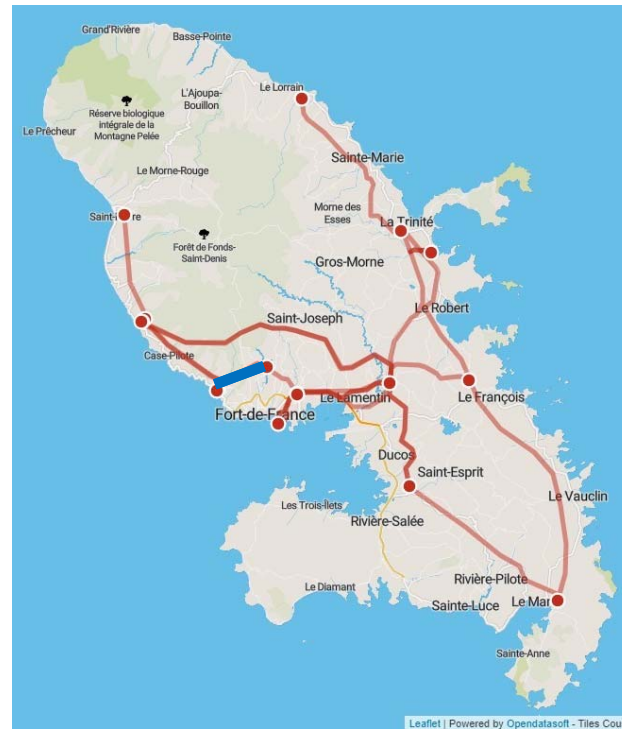 Grand'Rivière
Basse-Pointe
L'Ajoupa-
Bouillon
Le Lorrain
Réserve biologique
intégrale de la
Montagne Pelée
Le Prêcheur
Sainte-Marie
Le Morne-Rouge
Morne des
Esses
La Trinité
Forêt de Fonds-
Saint-Denis
Gros-Morne
Le Robert
Saint-Joseph
Case-Pilote
Le Lamentin
Le François
Fort-de-France
Ducos
Saint-Esprit
Le Vauclin
Les Trois-Îlets
Rivière-Salée
Rivière-Pilote
Le Diamant
Sainte-Luce
Sainte-Anne
Leaflet | Powered by Opendatasoft - Tiles Cou